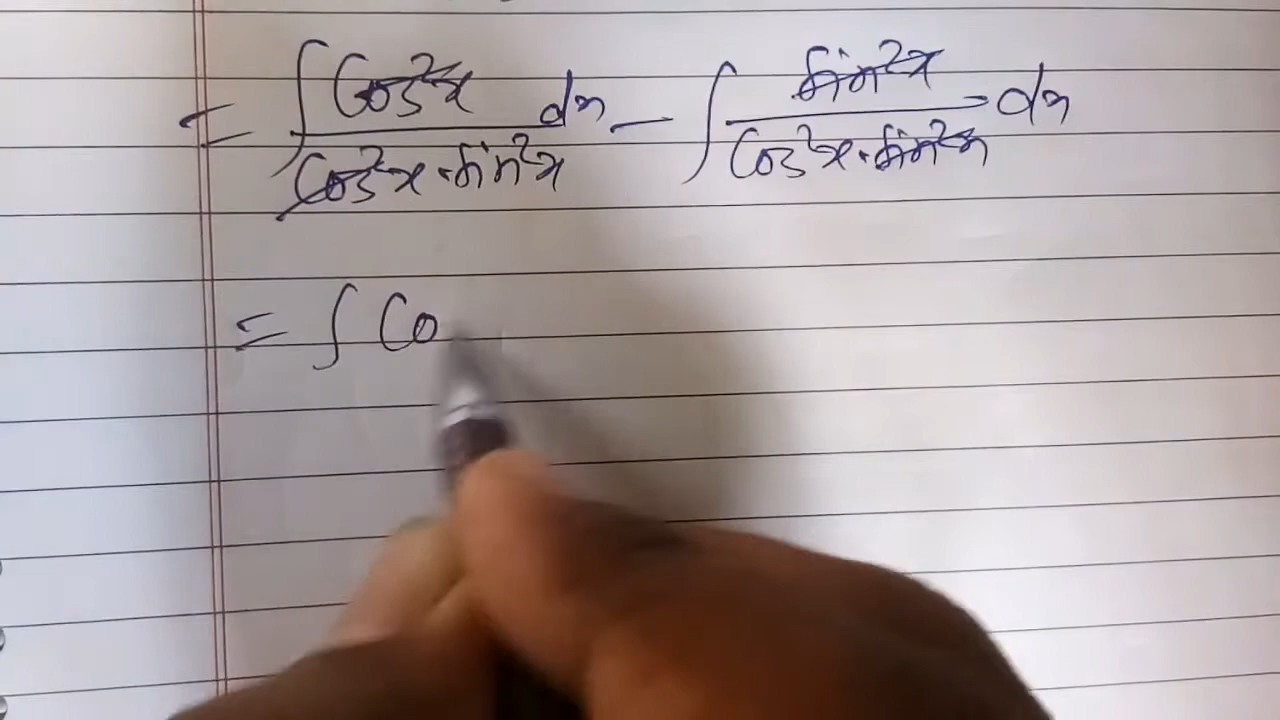 = ∫ Cos²x / Cos²x · sin²x dx − ∫ sin²x / Cos²x · sin²x dx
= ∫ Co